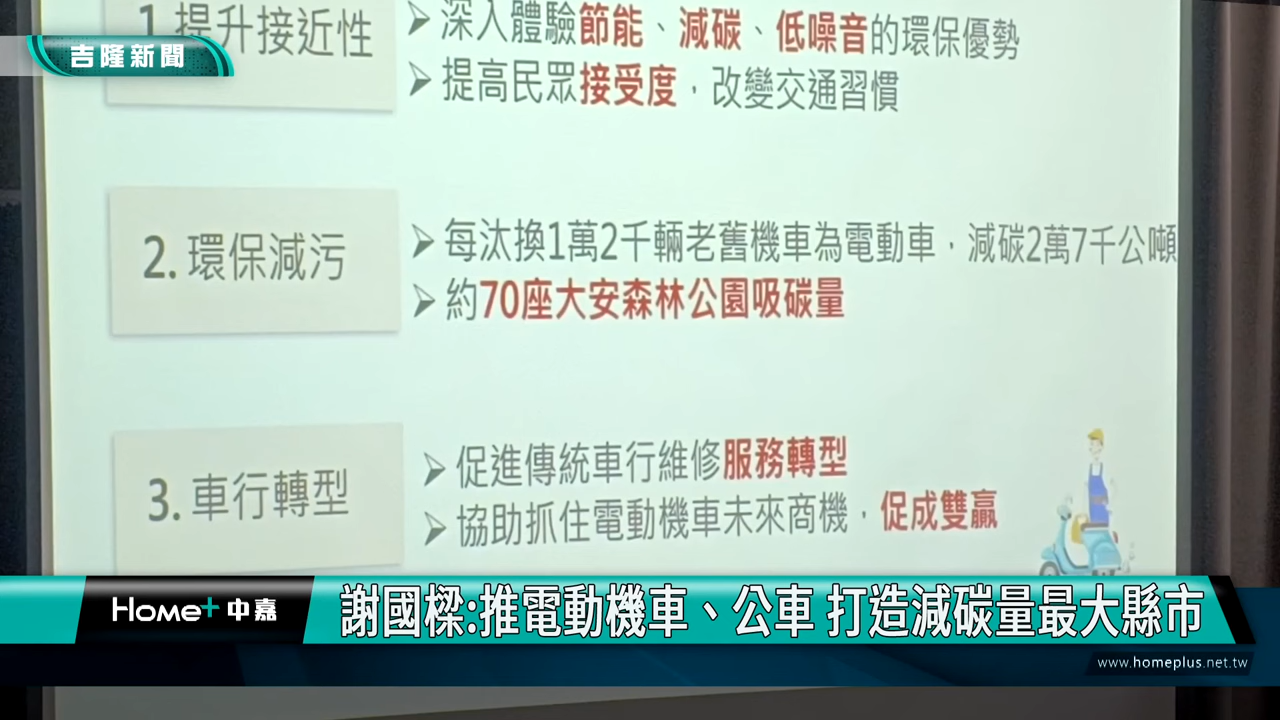 1.提升接近性
➢深入體驗節能、減碳、低噪音的環保優勢
吉隆新聞
➢提高民眾接受度，改變交通習慣
2.環保減污
➢每汰換1萬2千輛老舊機車為電動車，減碳2萬7千公噸
➢約70座大安森林公園吸碳量
3.車行轉型
➢促進傳統車行維修服務轉型
➢協助抓住電動機車未來商機，促成雙贏
Home+中嘉
謝國樑:推電動機車、公車 打造減碳量最大縣市
www.homeplus.net.tw